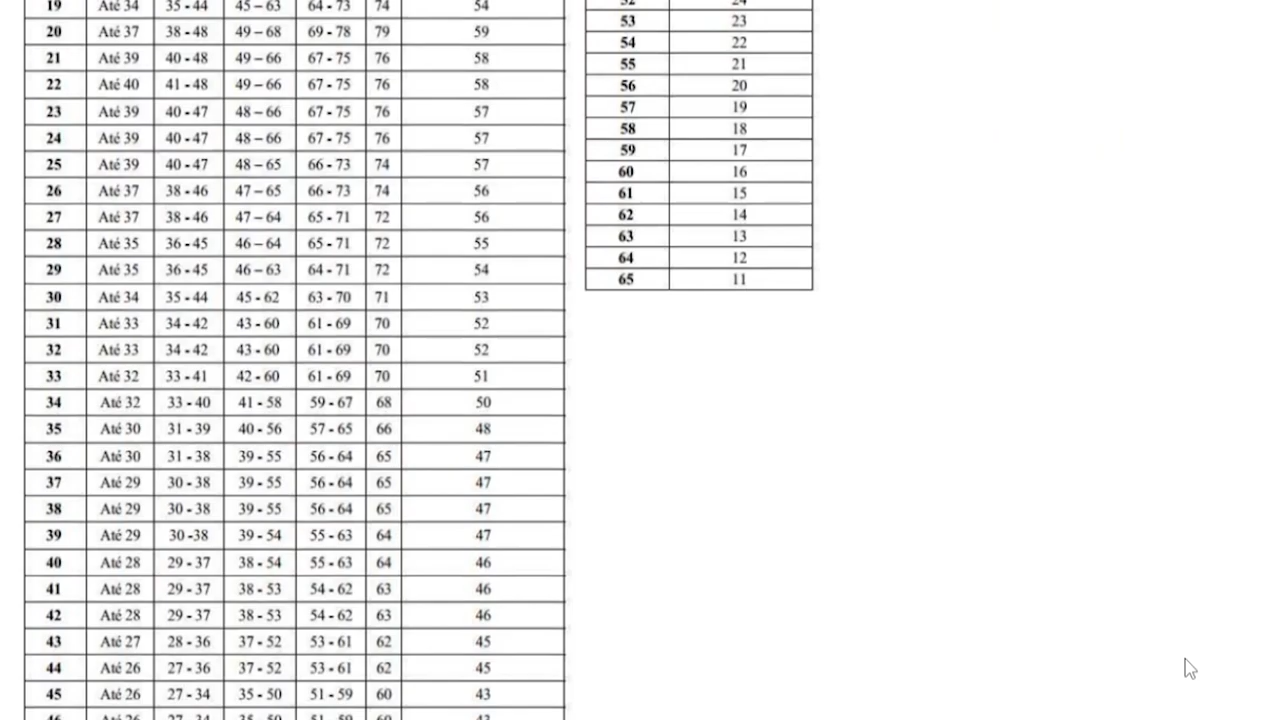 19 Até 34 35 - 44 45 – 63 64 - 73 74 54
20 Até 37 38 - 48 49 – 68 69 - 78 79 59
21 Até 39 40 - 48 49 – 66 67 - 75 76 58
22 Até 40 41 - 48 49 – 66 67 - 75 76 58
23 Até 39 40 - 47 48 – 66 67 - 75 76 57
24 Até 39 40 - 47 48 – 66 67 - 75 76 57
25 Até 39 40 - 47 48 – 65 66 - 73 74 57
26 Até 37 38 - 46 47 – 65 66 - 73 74 56
27 Até 37 38 - 46 47 – 64 65 - 71 72 56
28 Até 35 36 - 45 46 – 64 65 - 71 72 55
29 Até 35 36 - 45 46 – 63 64 - 71 72 54
30 Até 34 35 - 44 45 - 62 63 - 70 71 53
31 Até 33 34 - 42 43 - 60 61 - 69 70 52
32 Até 33 34 - 42 43 - 60 61 - 69 70 52
33 Até 32 33 - 41 42 - 60 61 - 69 70 51
34 Até 32 33 - 40 41 - 58 59 - 67 68 50
35 Até 30 31 - 39 40 - 56 57 - 65 66 48
36 Até 30 31 - 38 39 - 55 56 - 64 65 47
37 Até 29 30 - 38 39 - 55 56 - 64 65 47
38 Até 29 30 - 38 39 - 55 56 - 64 65 47
39 Até 29 30 -38 39 - 54 55 - 63 64 47
40 Até 28 29 - 37 38 - 54 55 - 63 64 46
41 Até 28 29 - 37 38 - 53 54 - 62 63 46
42 Até 28 29 - 37 38 - 53 54 - 62 63 46
43 Até 27 28 - 36 37 - 52 53 - 61 62 45
44 Até 26 27 - 36 37 - 52 53 - 61 62 45
45 Até 26 27 - 34 35 - 50 51 - 59 60 43
53 23
54 22
55 21
56 20
57 19
58 18
59 17
60 16
61 15
62 14
63 13
64 12
65 11